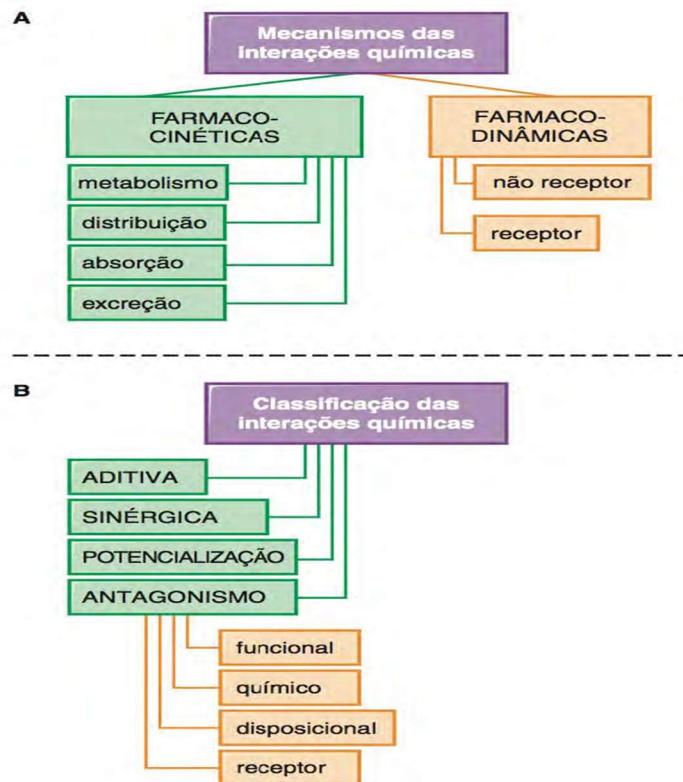 A
Mecanismos das
interações químicas
FARMACO-
CINÉTICAS
FARMACO-
DINÂMICAS
metabolismo
não receptor
distribuição
receptor
absorção
excreção
B
Classificação das
interações químicas
ADITIVA
SINÉRGICA
POTENCIALIZAÇÃO
ANTAGONISMO
funcional
químico
disposicional
receptor